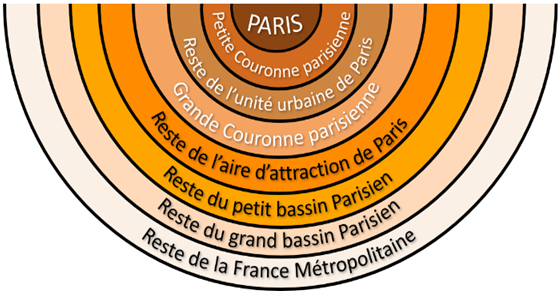 PARIS
Petite Couronne parisienne
Reste de l'unité urbaine de Paris
Grande Couronne parisienne
Reste de l'aire d'attraction de Paris
Reste du petit bassin Parisien
Reste du grand bassin Parisien
Reste de la France Métropolitaine